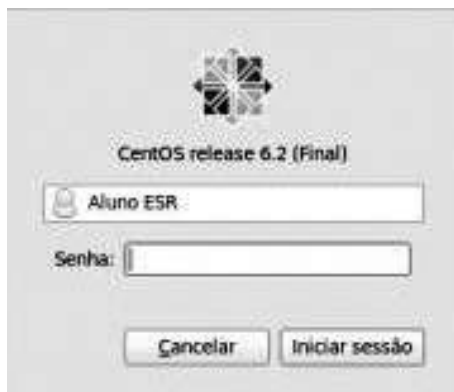 CentOS release 6.2 (Final)
Aluno ESR
Senha:
Cancelar Iniciar sessão